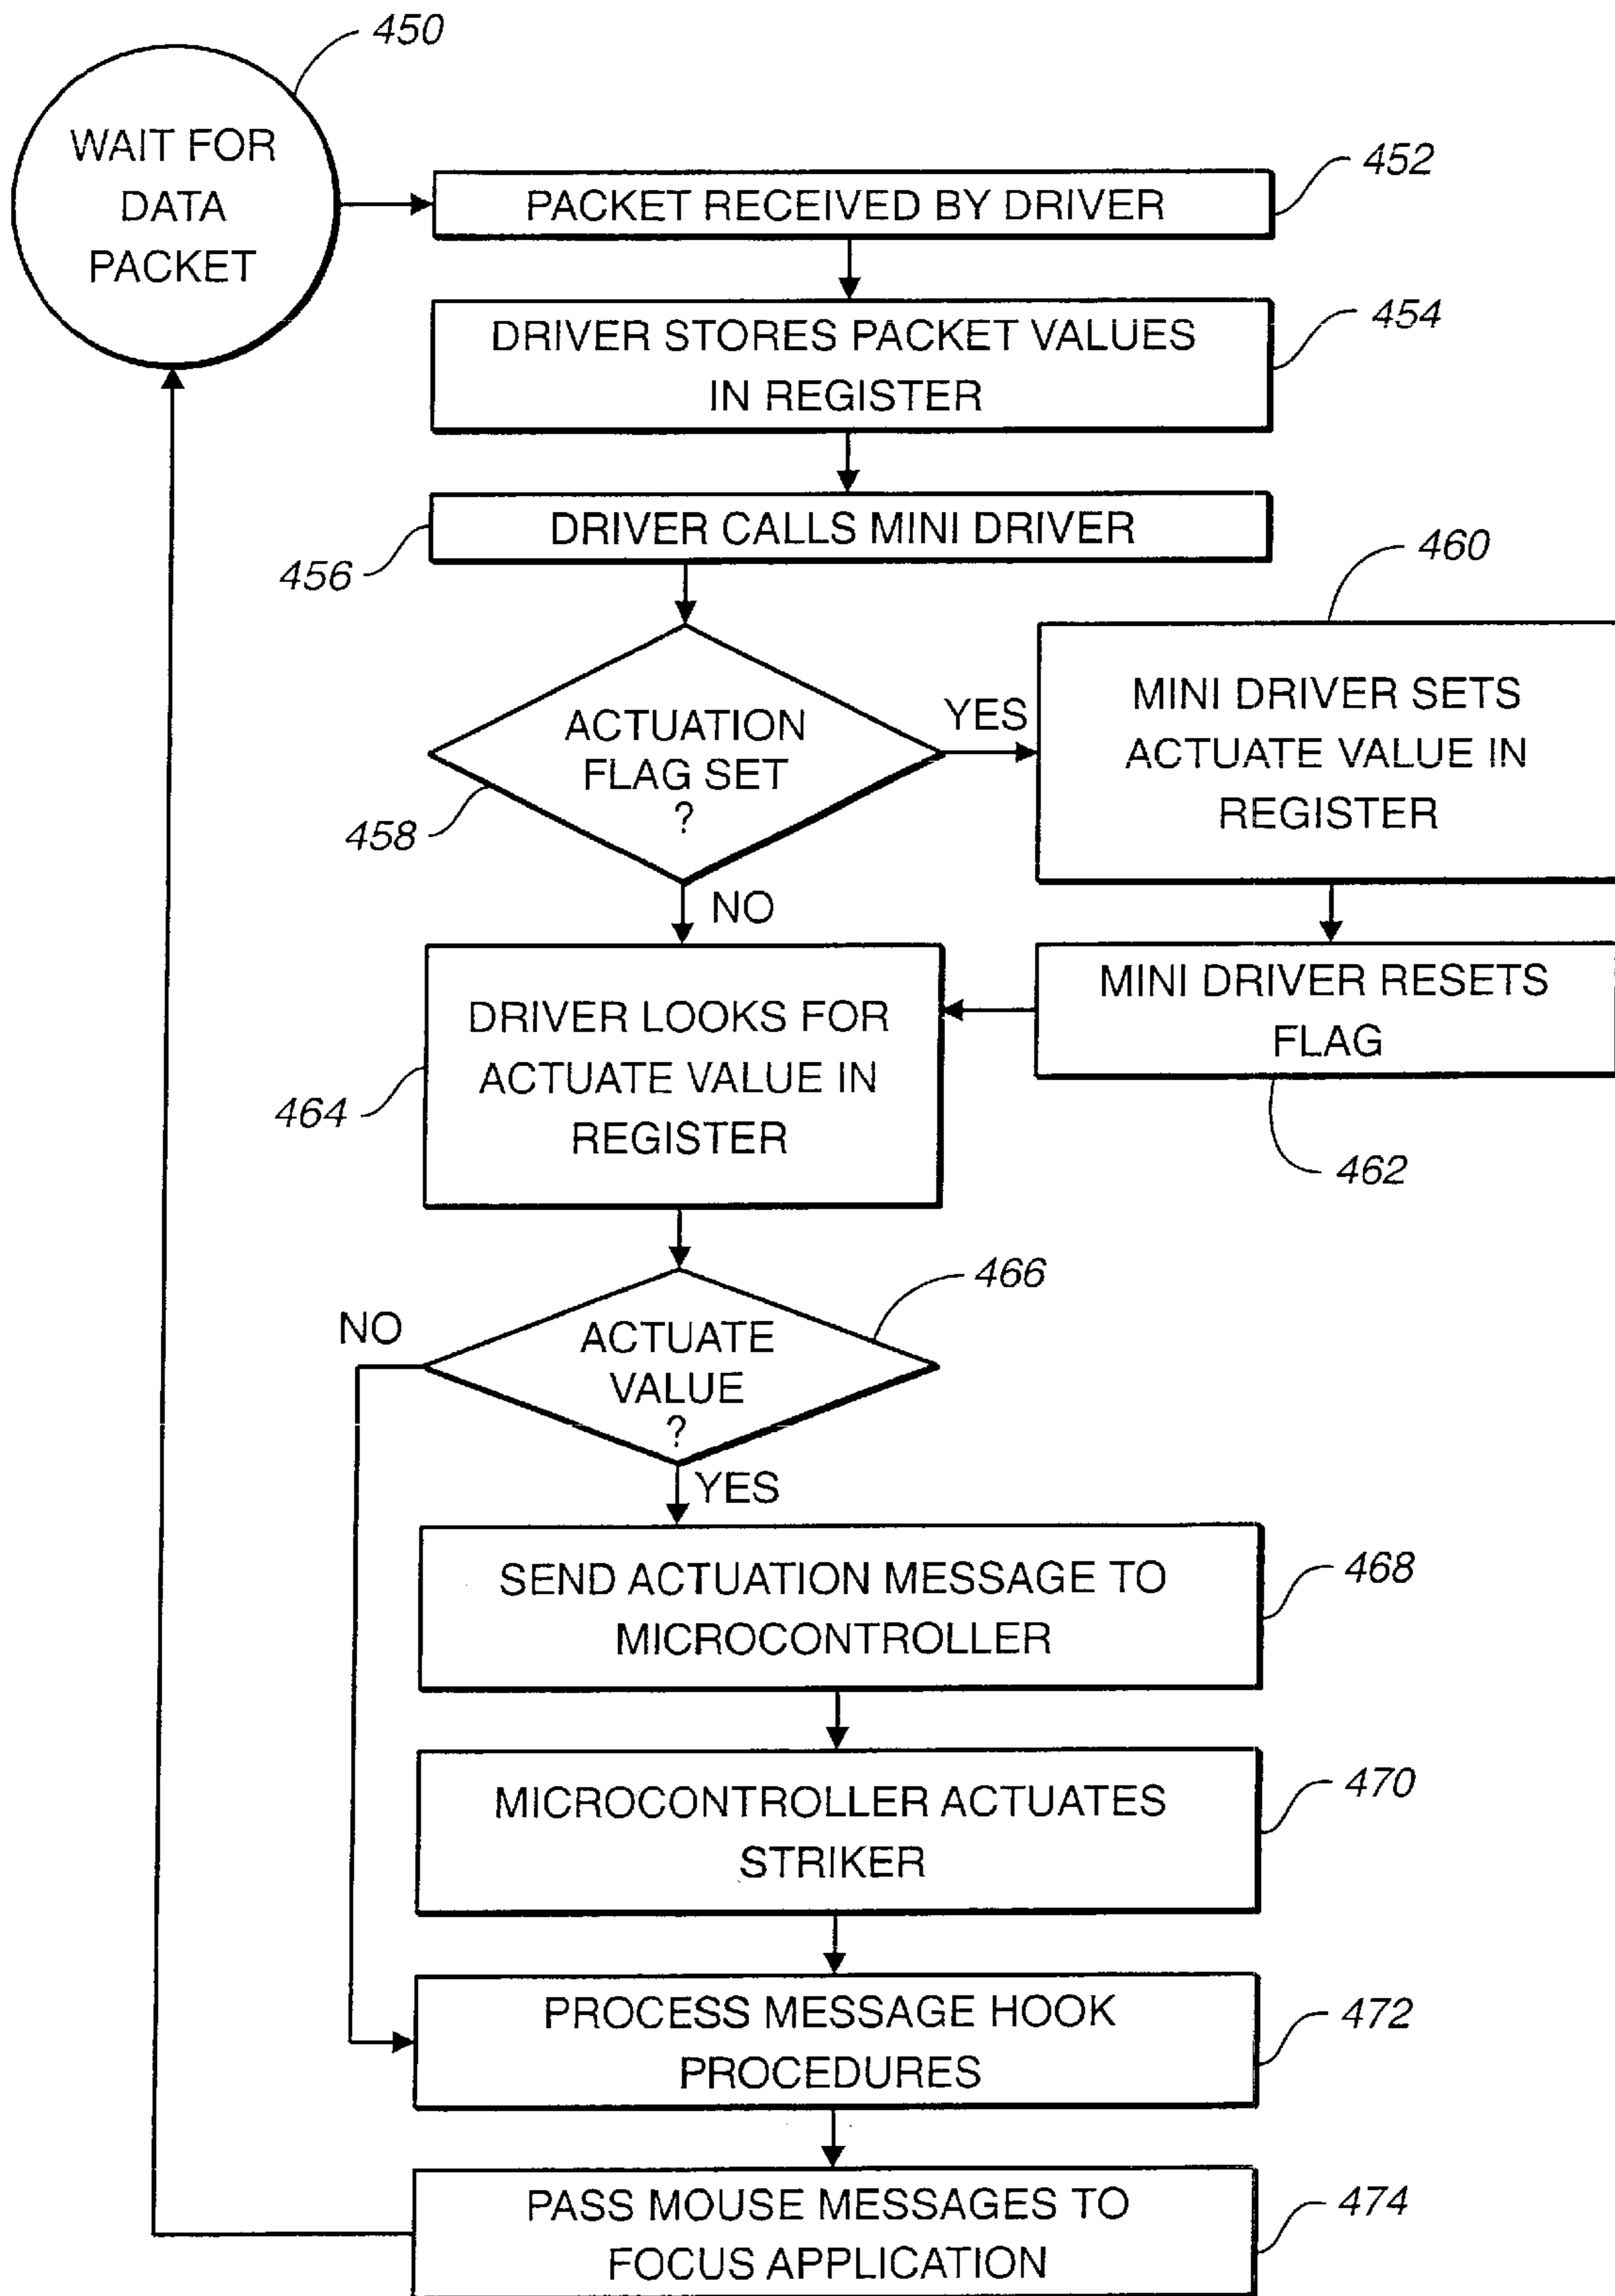 450
WAIT FOR
DATA
PACKET
452
PACKET RECEIVED BY DRIVER
454
DRIVER STORES PACKET VALUES
IN REGISTER
DRIVER CALLS MINI DRIVER
456
460
ACTUATION
FLAG SET
?
458
YES
MINI DRIVER SETS
ACTUATE VALUE IN
REGISTER
NO
MINI DRIVER RESETS
FLAG
462
DRIVER LOOKS FOR
ACTUATE VALUE IN
REGISTER
464
466
NO
ACTUATE
VALUE
?
YES
SEND ACTUATION MESSAGE TO
MICROCONTROLLER
468
MICROCONTROLLER ACTUATES
STRIKER
470
PROCESS MESSAGE HOOK
PROCEDURES
472
PASS MOUSE MESSAGES TO
FOCUS APPLICATION
474